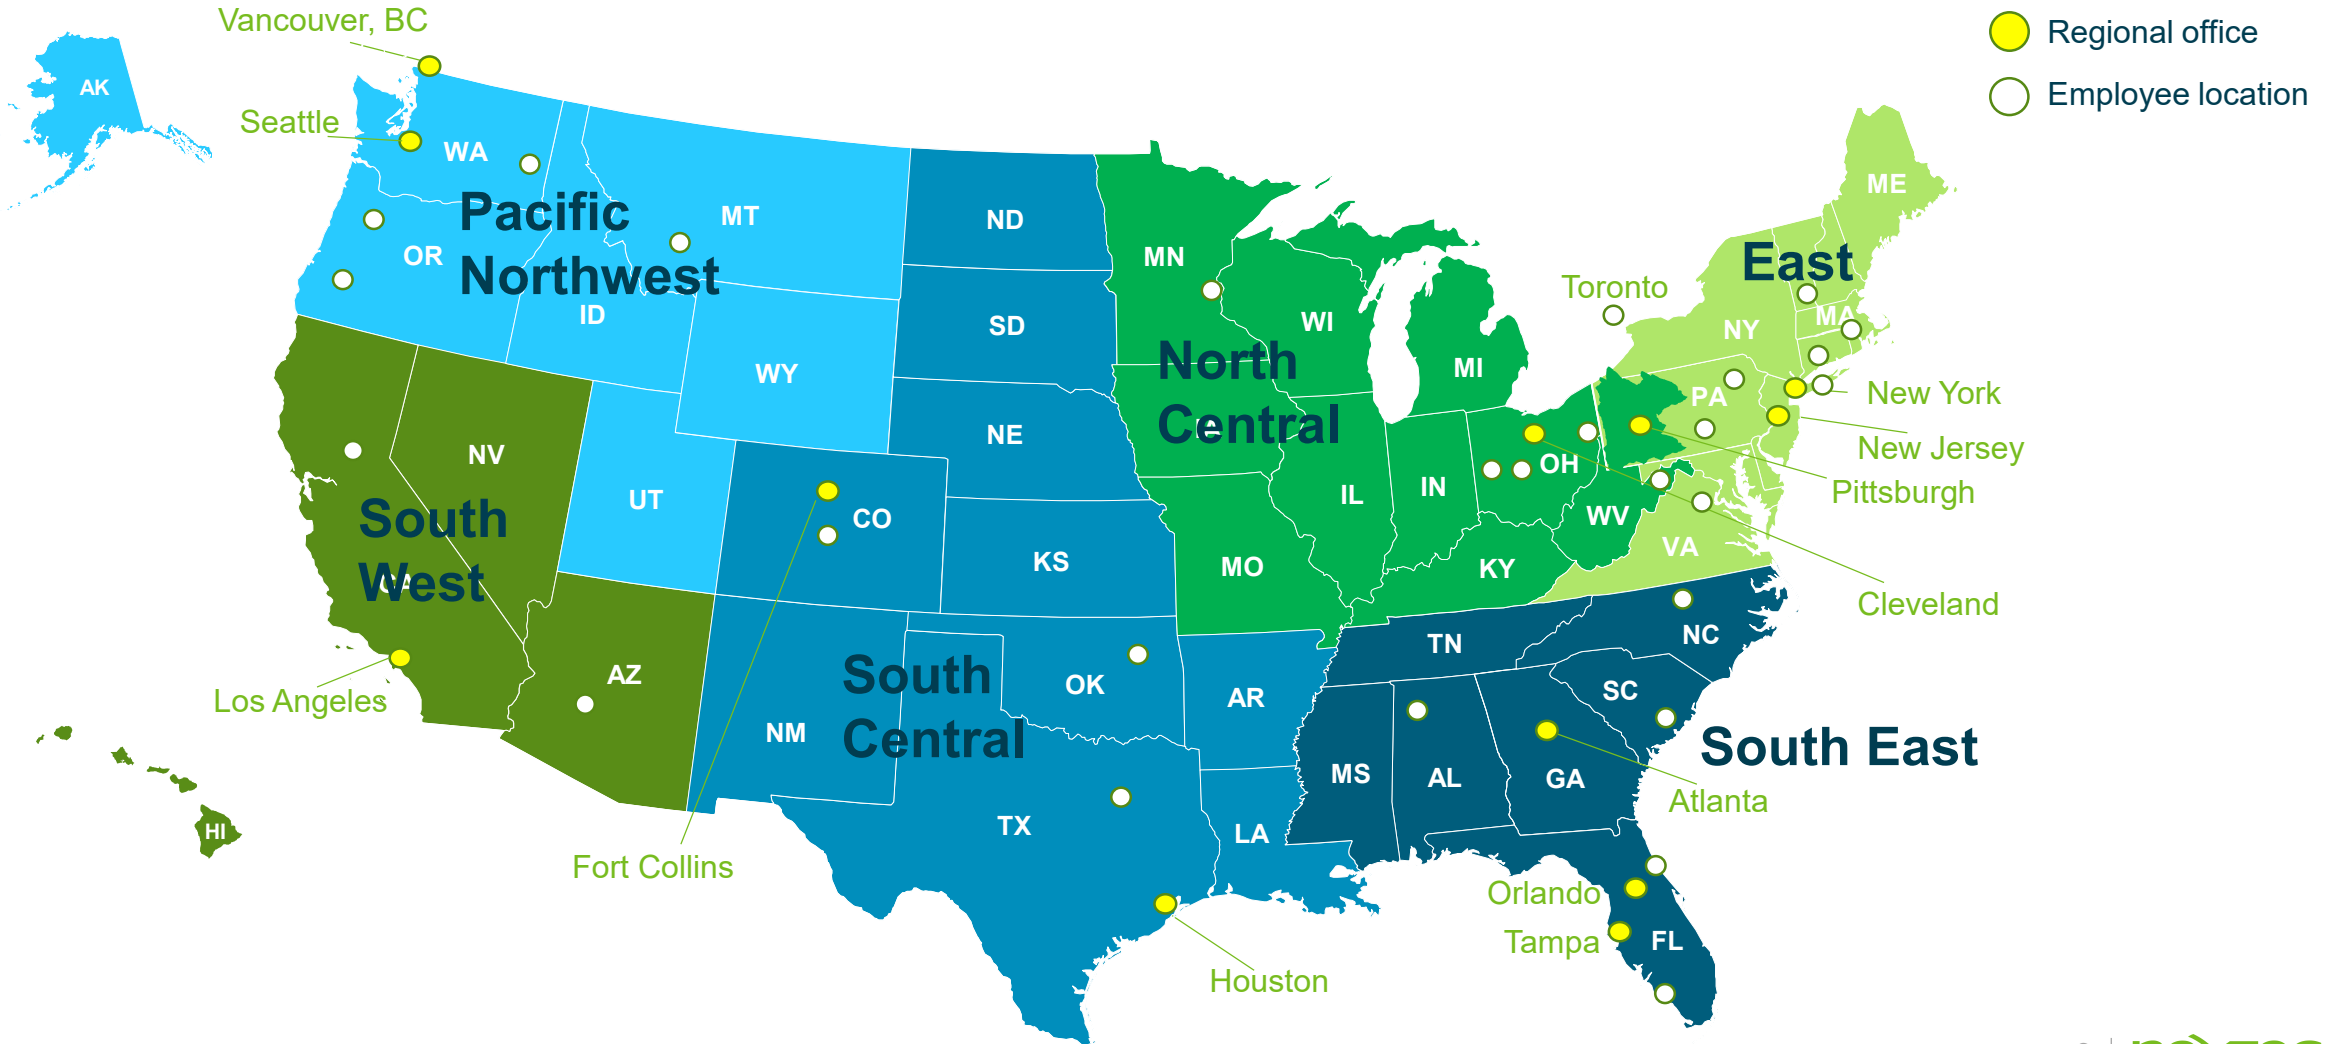 Vancouver, BC
Regional office
Employee location
AK
Seattle
WA
Pacific
Northwest
MT
OR
ID
WY
UT
ND
SD
NE
KS
CO
MN
WI
MI
North
Central
IA
IL
IN
OH
MO
KY
WV
ME
East
Toronto
NY
MA
PA
New York
New Jersey
Pittsburgh
VA
Cleveland
NV
South
West
CA
AZ
Los Angeles
HI
Fort Collins
South
Central
NM
OK
AR
TX
LA
Houston
TN
NC
SC
MS
AL
GA
South East
Atlanta
Orlando
Tampa
FL